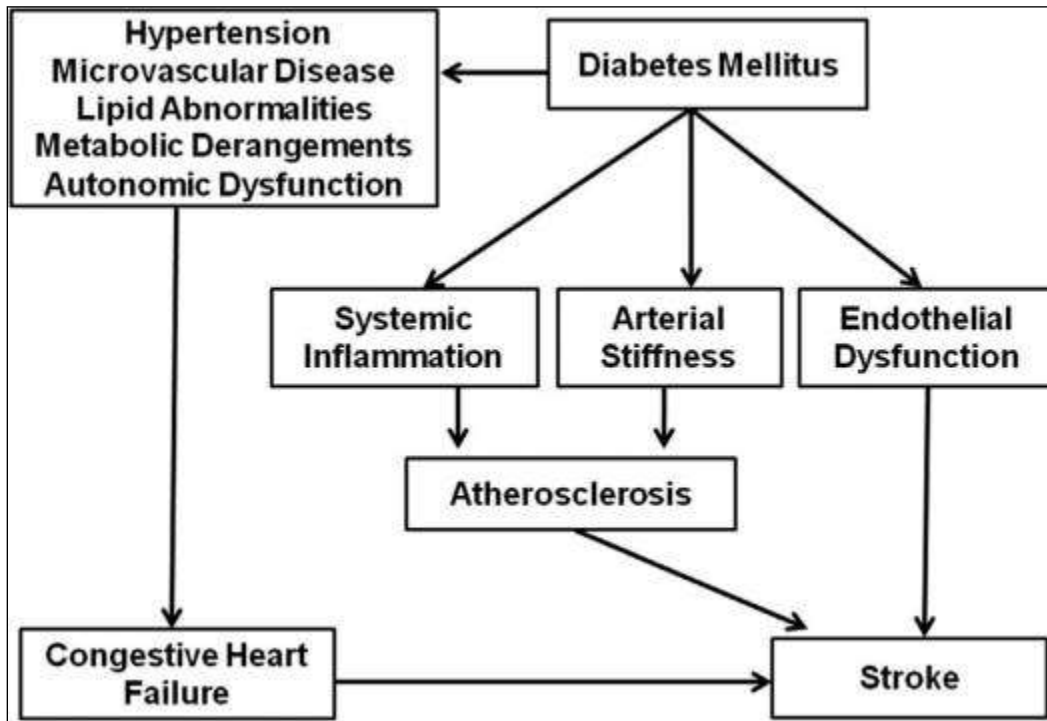 Hypertension
Microvascular Disease
Lipid Abnormalities
Metabolic Derangements
Autonomic Dysfunction
Diabetes Mellitus
Systemic
Inflammation
Arterial
Stiffness
Endothelial
Dysfunction
Atherosclerosis
Congestive Heart
Failure
Stroke